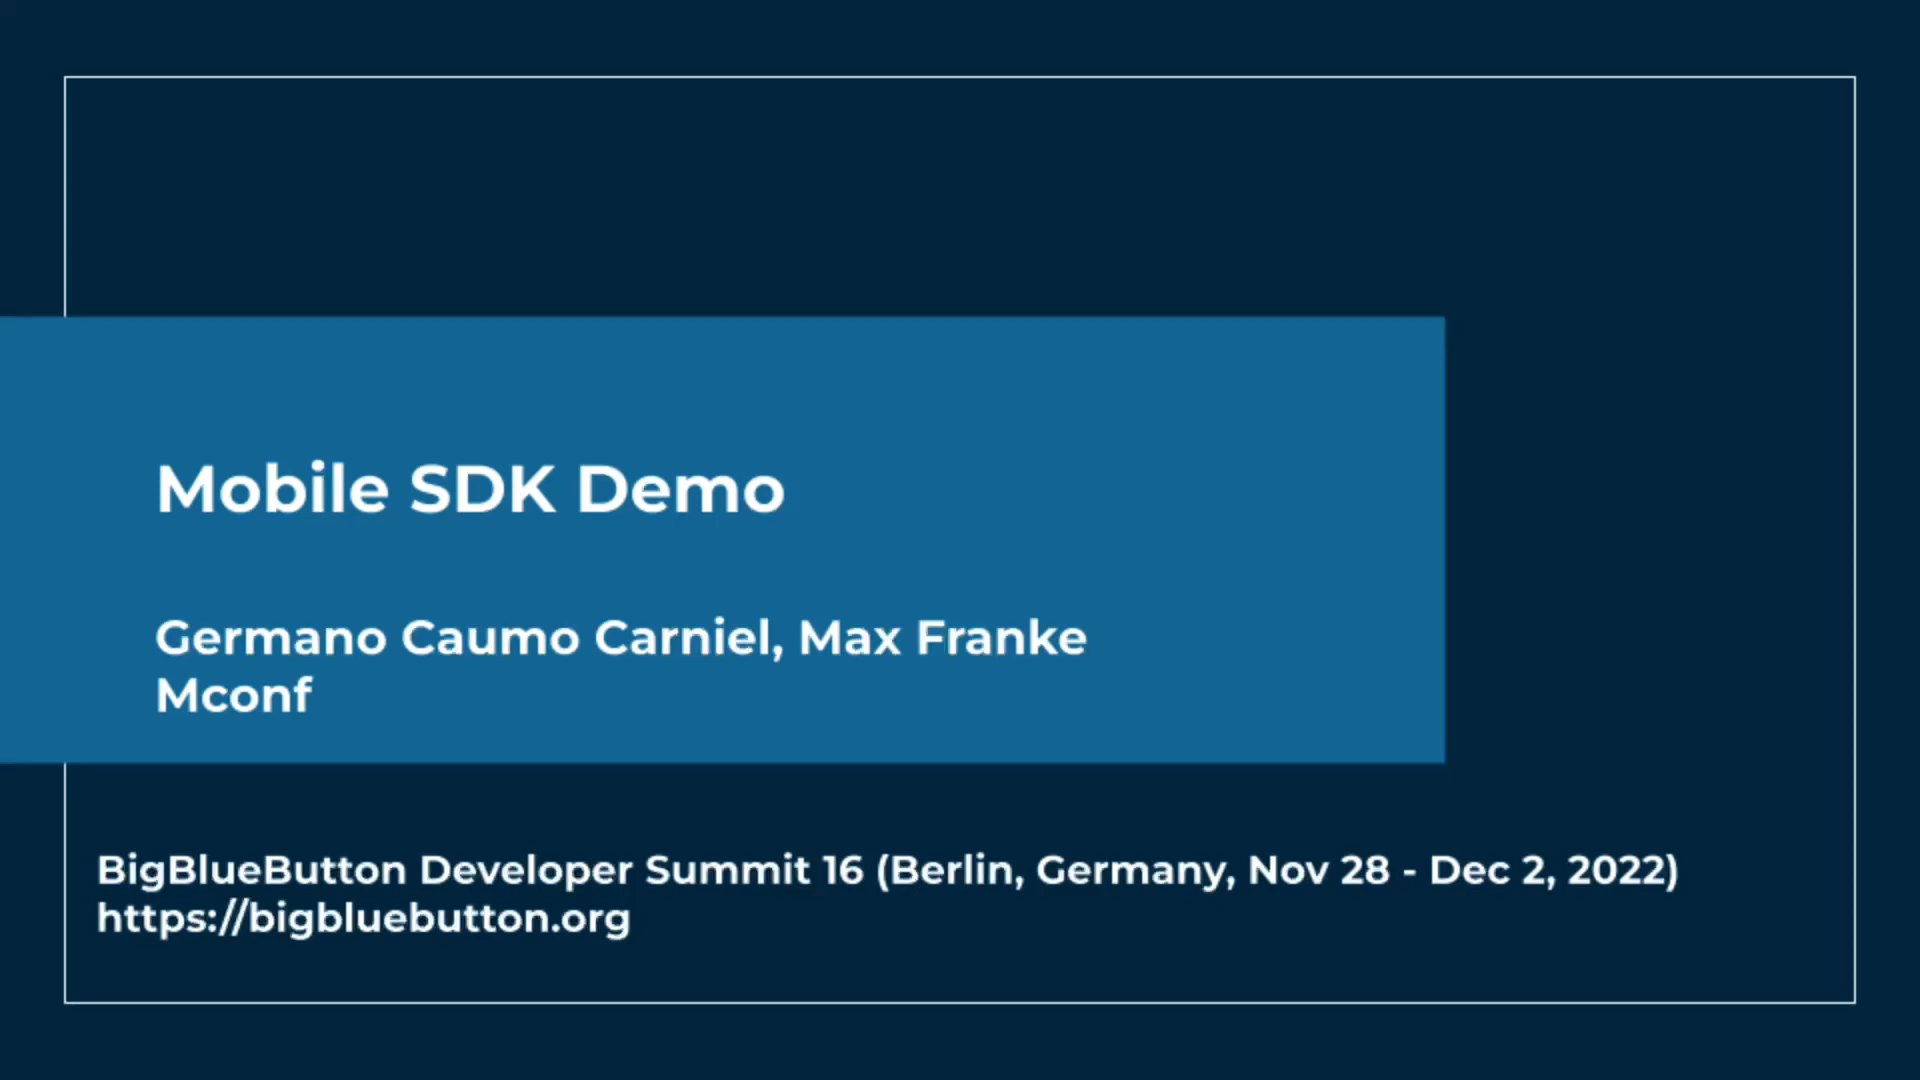 Mobile SDK Demo
Germano Caumo Carniel, Max Franke
Mconf
BigBlueButton Developer Summit 16 (Berlin, Germany, Nov 28 - Dec 2, 2022)
https://bigbluebutton.org